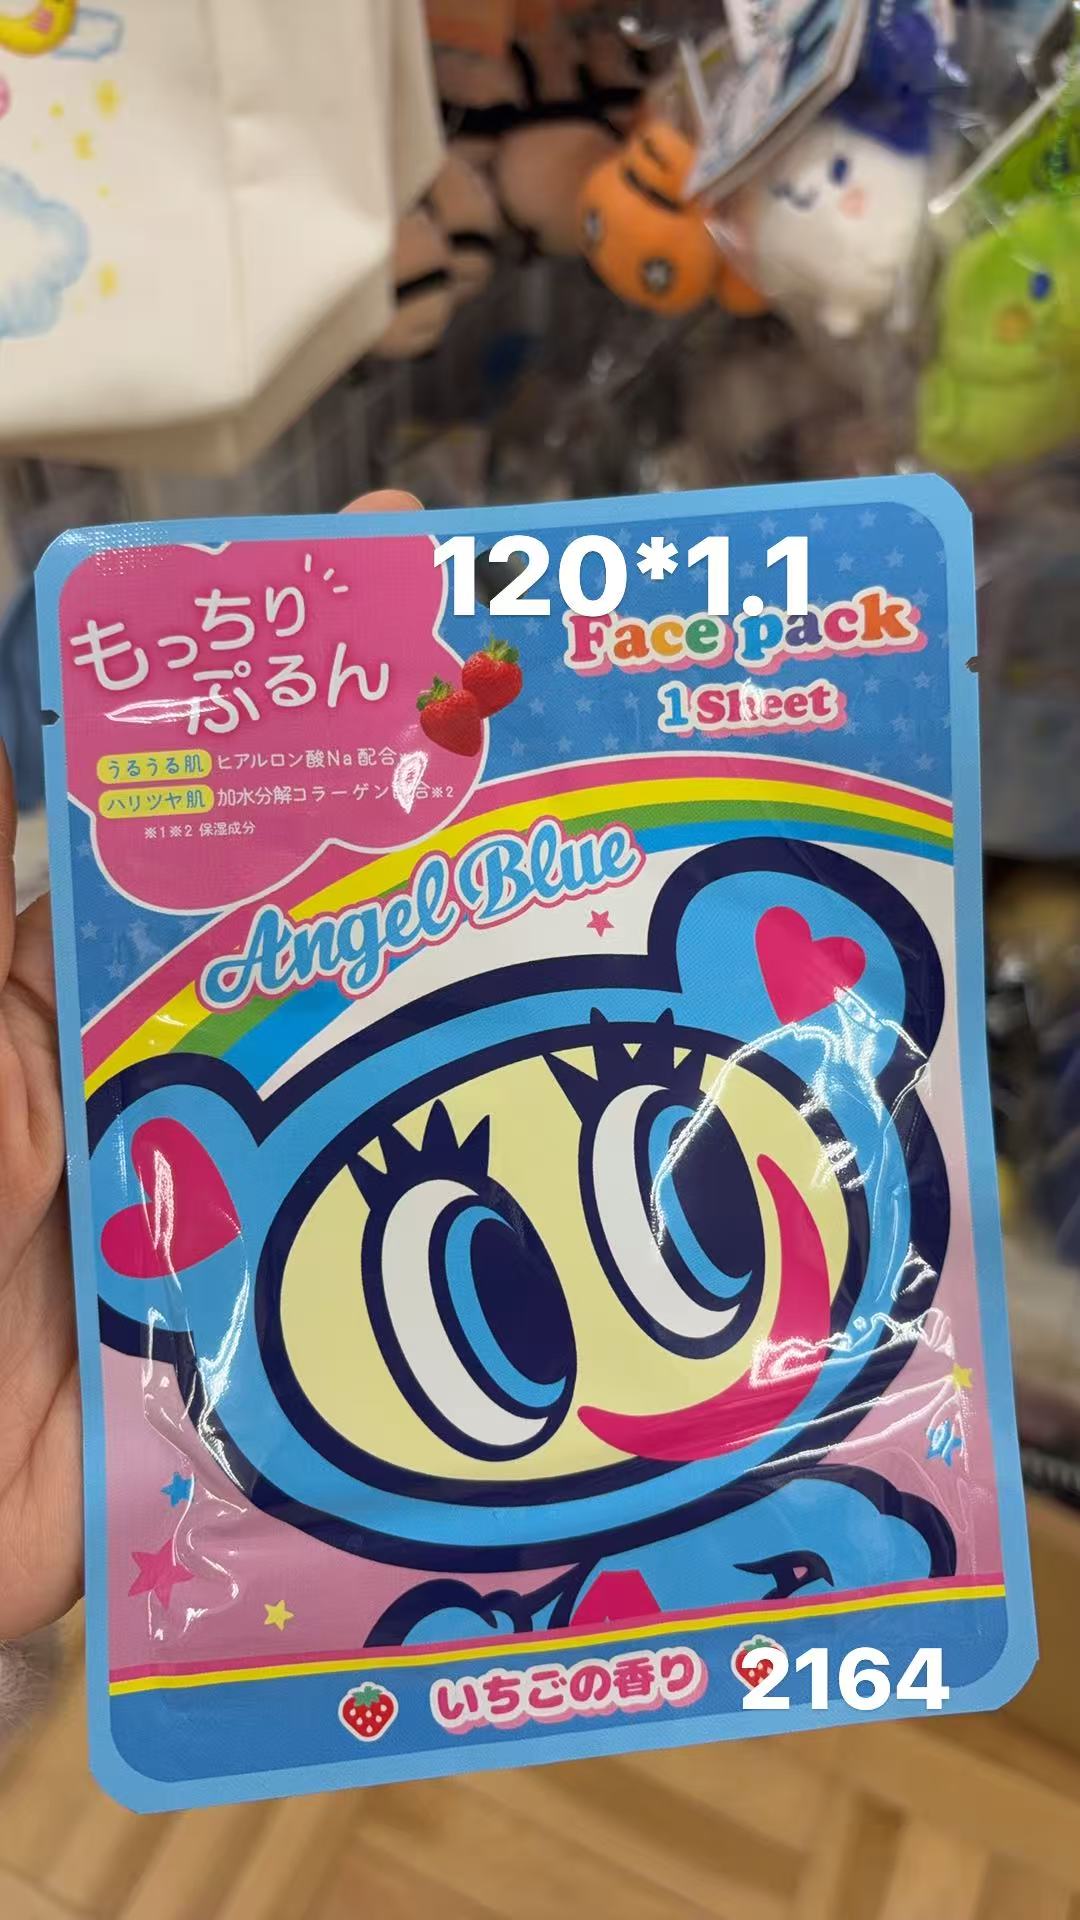 120*1.1
もっちり
ぷるん
Face pack
1 Sheet
うるうる肌 ヒアルロン酸Na配合
ハリツヤ肌 加水分解コラーゲン配合※2
※1※2 保湿成分
Angel Blue
いちごの香り
2164